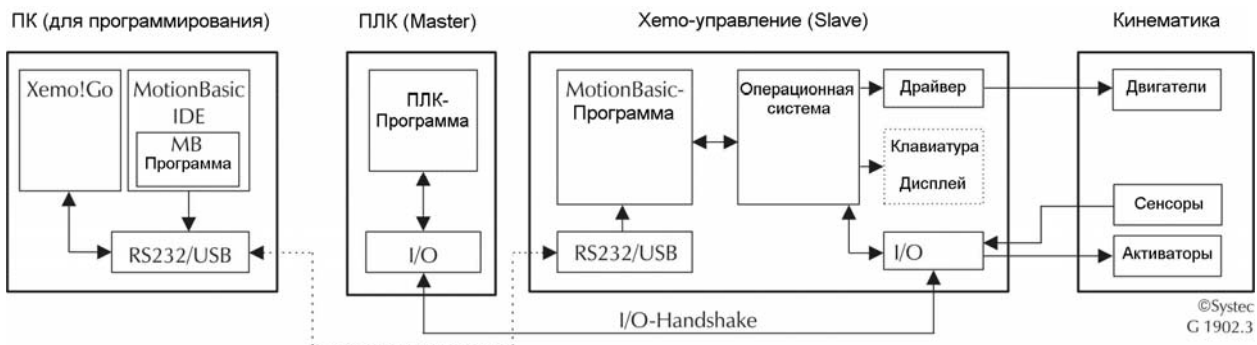 ПК (для программирования)
ПЛК (Master)
Xemo-управление (Slave)
Кинематика
Xemo!Go
MotionBasic
IDE
MB
Программа
RS232/USB
ПЛК-
Программа
I/O
MotionBasic-
Программа
RS232/USB
Операционная
система
Драйвер
Клавиатура
Дисплей
I/O
Двигатели
Сенсоры
Активаторы
I/O-Handshake
©Systec
G 1902.3